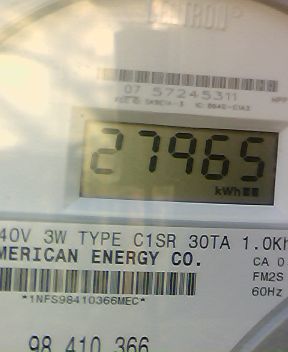 CENTRON®
07 57245311
27965
kWh
40V 3W TYPE C1SR 30TA 1.0Kh
MERICAN ENERGY CO.
CA 0
FM2S
60Hz
*1NFS98410366MEC*
98 410 366